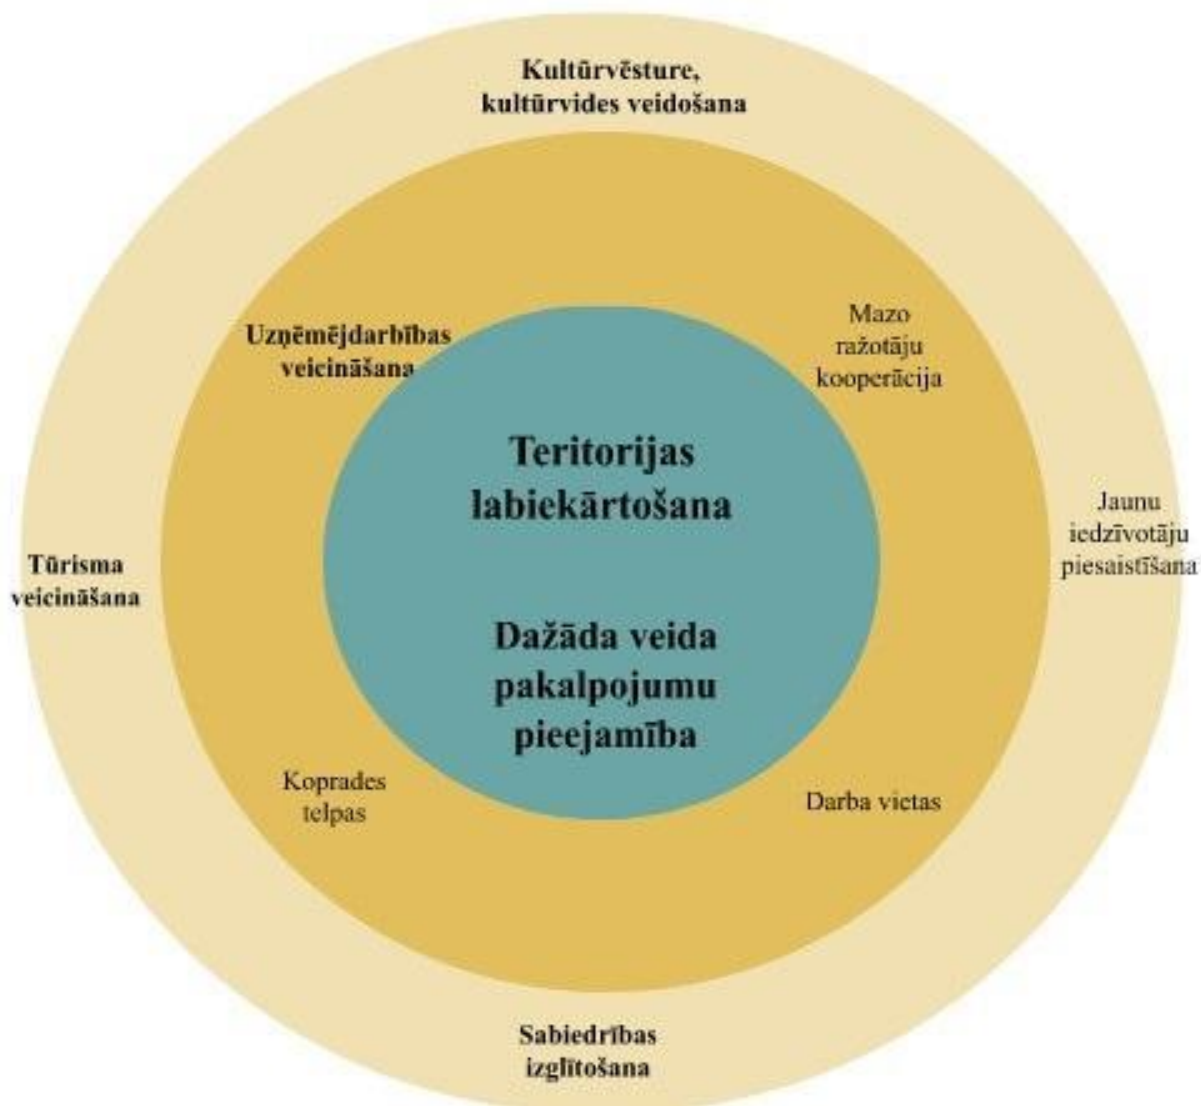 Kultūrvēsture,
kultūrvides veidošana
Uzņēmējdarbības
veicināšana
Mazo
ražotāju
kooperācija
Teritorijas
labiekārtošana
Jaunu
iedzīvotāju
piesaistīšana
Tūrisma
veicināšana
Dažāda veida
pakalpojumu
pieejamība
Koprades
telpas
Darba vietas
Sabiedrības
izglītošana